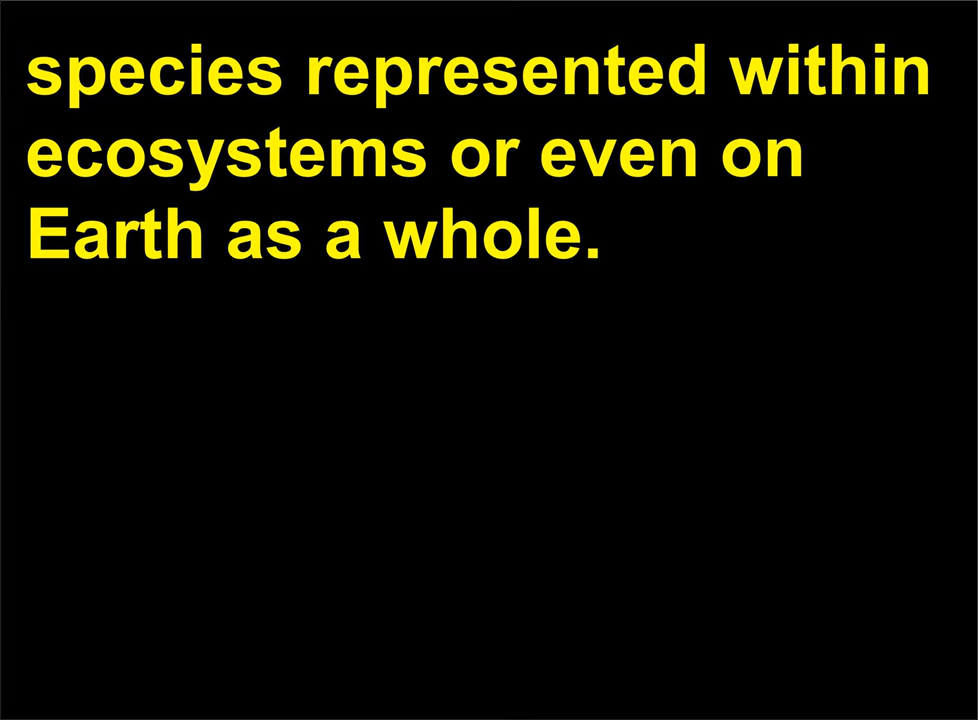 species represented within
ecosystems or even on
Earth as a whole.